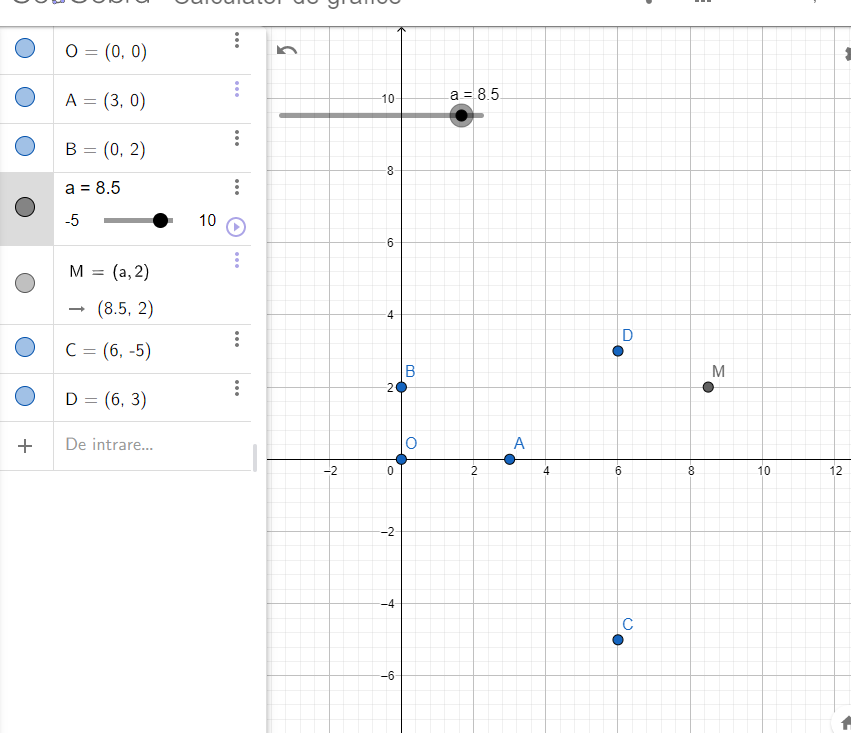 GeoGebra Calculator de grafice
O = (0, 0)
A = (3, 0)
B = (0, 2)
a = 8.5
-5 10
M = (a, 2)
→ (8.5, 2)
C = (6, -5)
D = (6, 3)
+ De intrare...
a = 8.5
10
8
6
4
D
B
M
2
O
A
−2 0 2 4 6 8 10 12
−2
−4
C
−6